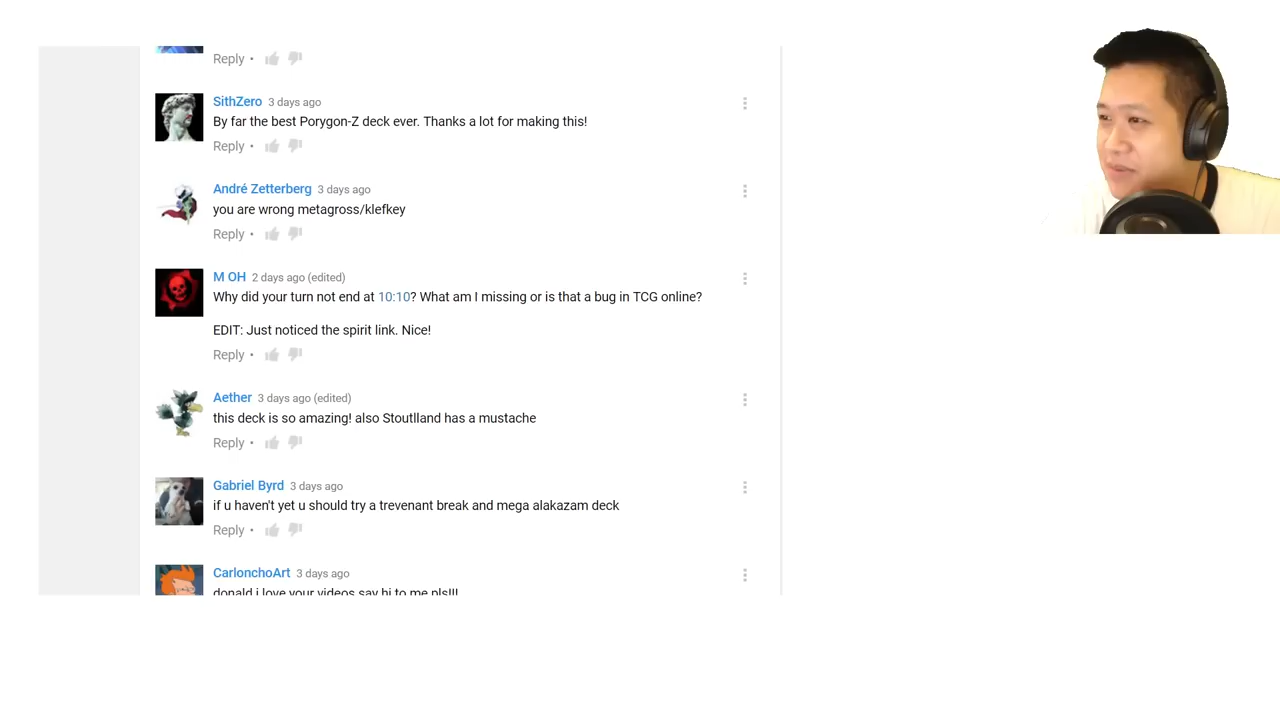 Reply •
SithZero 3 days ago
By far the best Porygon-Z deck ever. Thanks a lot for making this!
Reply •
André Zetterberg 3 days ago
you are wrong metagross/klefkey
Reply •
M OH 2 days ago (edited)
Why did your turn not end at 10:10? What am I missing or is that a bug in TCG online?
EDIT: Just noticed the spirit link. Nice!
Reply •
Aether 3 days ago (edited)
this deck is so amazing! also Stoutlland has a mustache
Reply •
Gabriel Byrd 3 days ago
if u haven't yet u should try a trevenant break and mega alakazam deck
Reply •
CarlonchoArt 3 days ago
donald i love your videos say hi to me pls!!!